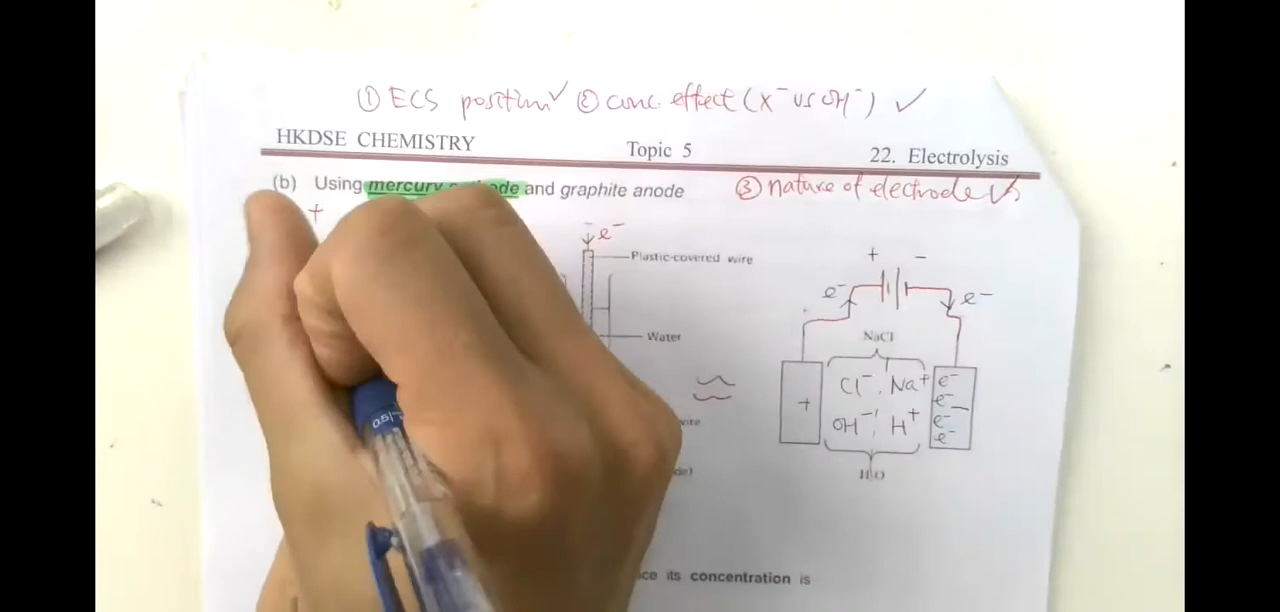 ① ECS position✓ ② conc. effect (X⁻ vs OH⁻) ✓
HKDSE CHEMISTRY Topic 5 22. Electrolysis
(b) Using mercury and graphite anode ③ nature of electrode
+
e⁻
Plastic-covered wire
+ −
e⁻ e⁻
Water NaCl
Cl⁻, Na⁺ e⁻
+ e⁻
OH⁻, H⁺ e⁻
e⁻
H₂O
its concentration is